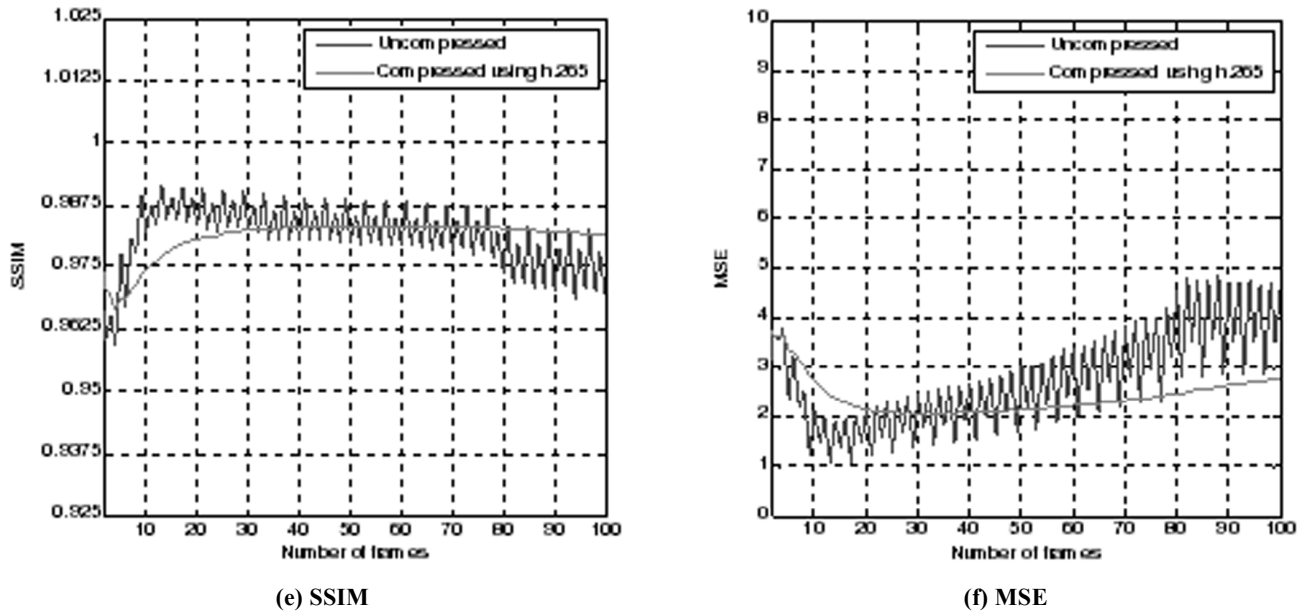 1.025
1.0125
1
0.9875
0.975
0.9625
0.95
0.9375
0.925
SSIM
Uncompressed
Compressed using h.265
10 20 30 40 50 60 70 80 90 100
Number of frames
(e) SSIM
10
9
8
7
6
5
4
3
2
1
0
MSE
Uncompressed
Compressed using h.265
10 20 30 40 50 60 70 80 90 100
Number of frames
(f) MSE